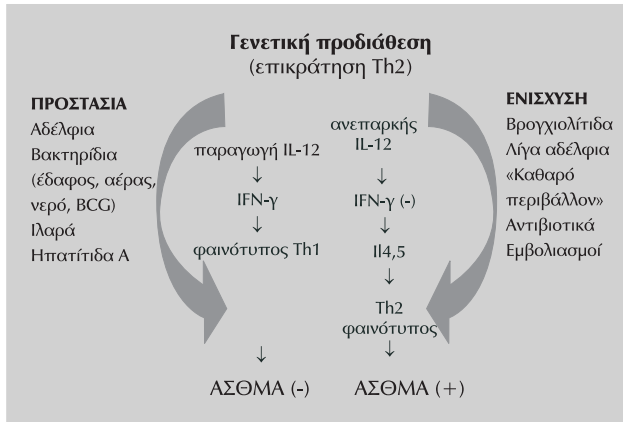 Γενετική προδιάθεση
(επικράτηση Th2)
ΠΡΟΣΤΑΣΙΑ
Αδέλφια
Βακτηρίδια
(έδαφος, αέρας,
νερό, BCG)
Ιλαρά
Ηπατίτιδα Α
παραγωγή IL-12
↓
IFN-γ
↓
φαινότυπος Th1
↓
ΑΣΘΜΑ (-)
ανεπαρκής
IL-12
↓
IFN-γ (-)
↓
Il4,5
↓
Th2
φαινότυπος
↓
ΑΣΘΜΑ (+)
ΕΝΙΣΧΥΣΗ
Βρογχιολίτιδα
Λίγα αδέλφια
«Καθαρό
περιβάλλον»
Αντιβιοτικά
Εμβολιασμοί